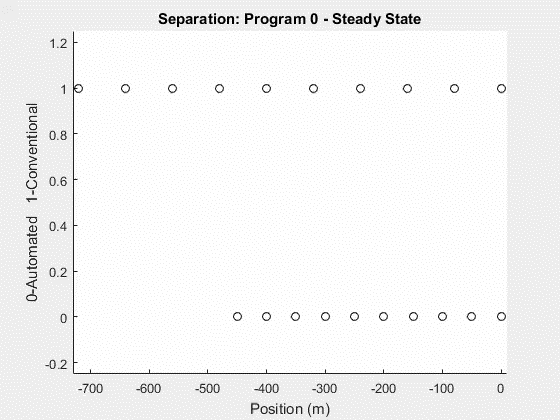 Separation: Program 0 - Steady State
1.2
1
0.8
0.6
0.4
0.2
0
-0.2
0-Automated 1-Conventional
-700 -600 -500 -400 -300 -200 -100 0
Position (m)